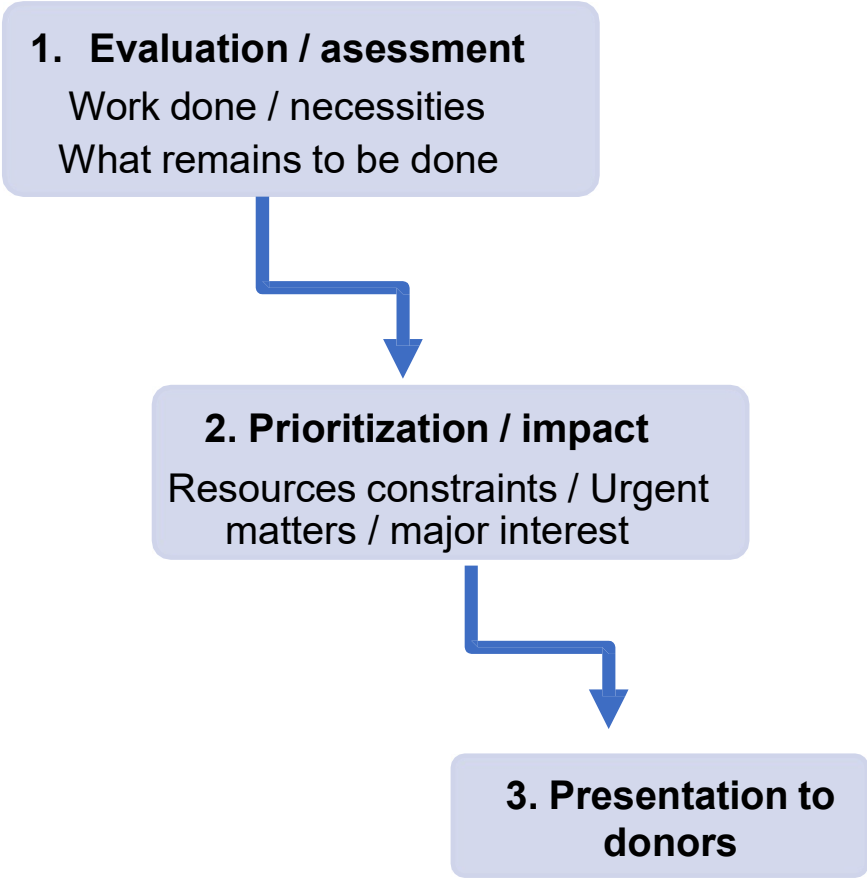 1. Evaluation / asessment
Work done / necessities
What remains to be done
2. Prioritization / impact
Resources constraints / Urgent
matters / major interest
3. Presentation to
donors